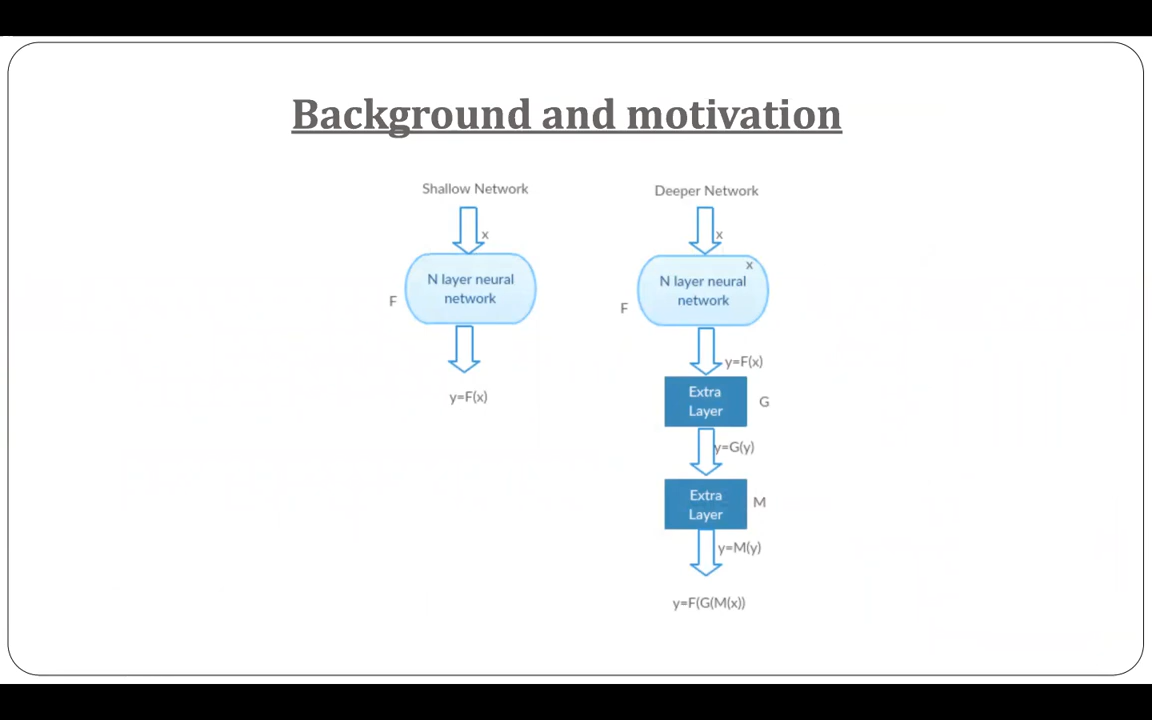 Background and motivation
Shallow Network
x
N layer neural
network
F
y=F(x)
Deeper Network
x
x
N layer neural
network
F
y=F(x)
Extra
Layer
G
y=G(y)
Extra
Layer
M
y=M(y)
y=F(G(M(x))